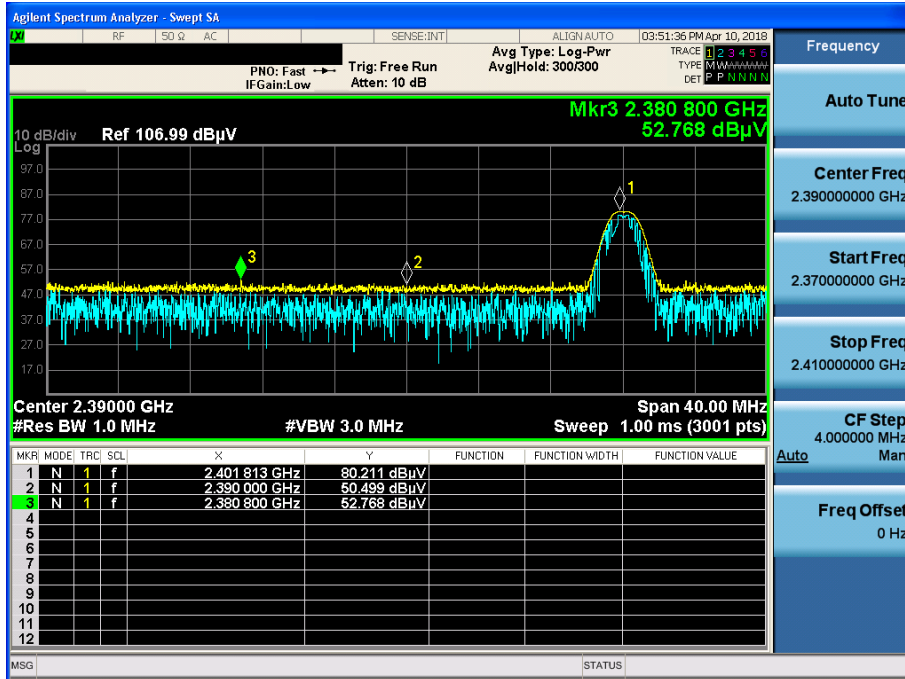 Agilent Spectrum Analyzer - Swept SA
LXI RF 50 Ω AC SENSE:INT ALIGN AUTO 03:51:36 PM Apr 10, 2018
PNO: Fast
IFGain:Low
Trig: Free Run
Atten: 10 dB
Avg Type: Log-Pwr
Avg|Hold: 300/300
TRACE 1 2 3 4 5 6
TYPE M W W W W W
DET P P N N N N
Mkr3 2.380 800 GHz
52.768 dBµV
10 dB/div Ref 106.99 dBµV
Log
97.0
87.0
77.0
67.0
57.0
47.0
37.0
27.0
17.0
1
2
3
Center 2.39000 GHz Span 40.00 MHz
#Res BW 1.0 MHz #VBW 3.0 MHz Sweep 1.00 ms (3001 pts)
MKR MODE TRC SCL X Y FUNCTION FUNCTION WIDTH FUNCTION VALUE
1 N 1 f 2.401 813 GHz 80.211 dBµV
2 N 1 f 2.390 000 GHz 50.499 dBµV
3 N 1 f 2.380 800 GHz 52.768 dBµV
4
5
6
7
8
9
10
11
12
MSG STATUS
Frequency
Auto Tune
Center Freq
2.390000000 GHz
Start Freq
2.370000000 GHz
Stop Freq
2.410000000 GHz
CF Step
4.000000 MHz
Auto Man
Freq Offset
0 Hz